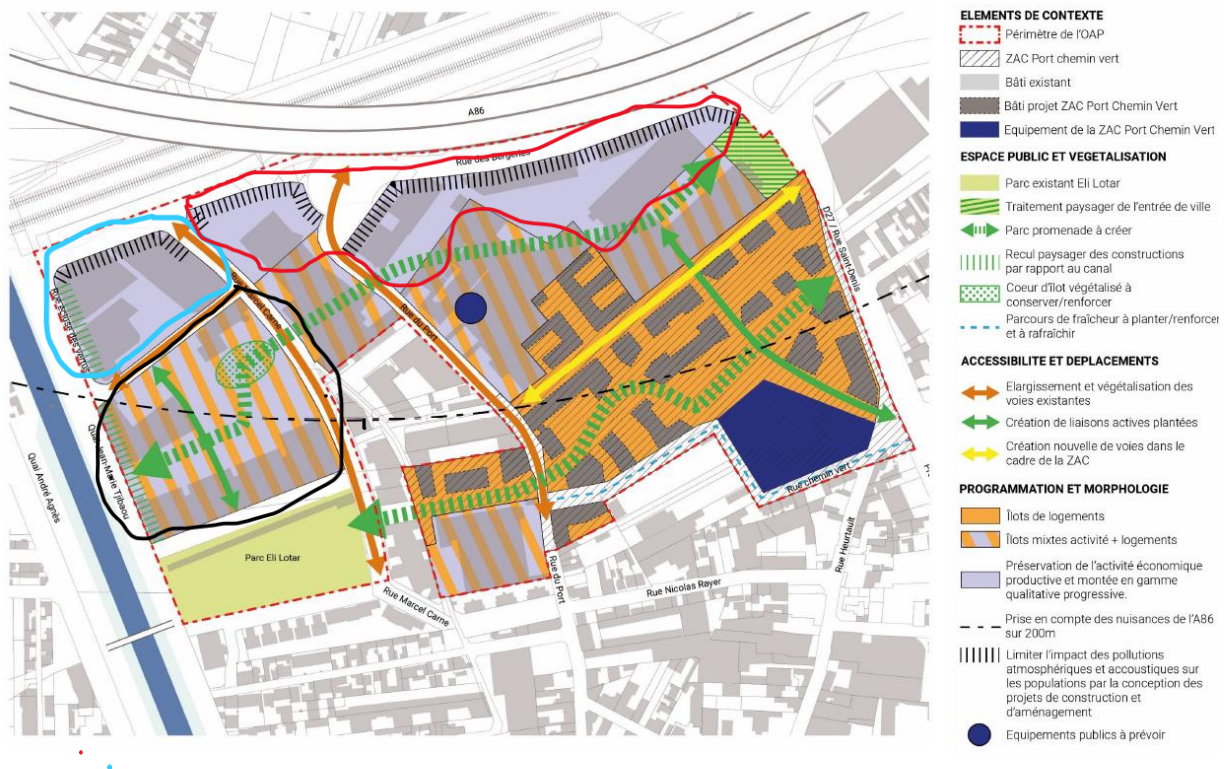 A86
Rue des Bergeries
D27 / Rue Saint-Denis
Rue Marcel Carne
Rue du Port
Quai Jean-Marie Tjibaou
Quai André Agnès
Rue chemin vert
Parc Eli Lotar
Rue du Port
Rue Marcel Carne
Rue Nicolas Rayer
Rue Heurtault
ELEMENTS DE CONTEXTE
Périmètre de l'OAP
ZAC Port chemin vert
Bâti existant
Bâti projet ZAC Port Chemin Vert
Equipement de la ZAC Port Chemin Vert
ESPACE PUBLIC ET VEGETALISATION
Parc existant Eli Lotar
Traitement paysager de l'entrée de ville
Parc promenade à créer
Recul paysager des constructions
par rapport au canal
Coeur d'îlot végétalisé à
conserver/renforcer
Parcours de fraîcheur à planter/renforcer
et à rafraîchir
ACCESSIBILITE ET DEPLACEMENTS
Elargissement et végétalisation des
voies existantes
Création de liaisons actives plantées
Création nouvelle de voies dans le
cadre de la ZAC
PROGRAMMATION ET MORPHOLOGIE
Îlots de logements
Îlots mixtes activité + logements
Préservation de l'activité économique
productive et montée en gamme
qualitative progressive.
Prise en compte des nuisances de l'A86
sur 200m
Limiter l'impact des pollutions
atmosphériques et accoustiques sur
les populations par la conception des
projets de construction et
d'aménagement
Equipements publics à prévoir